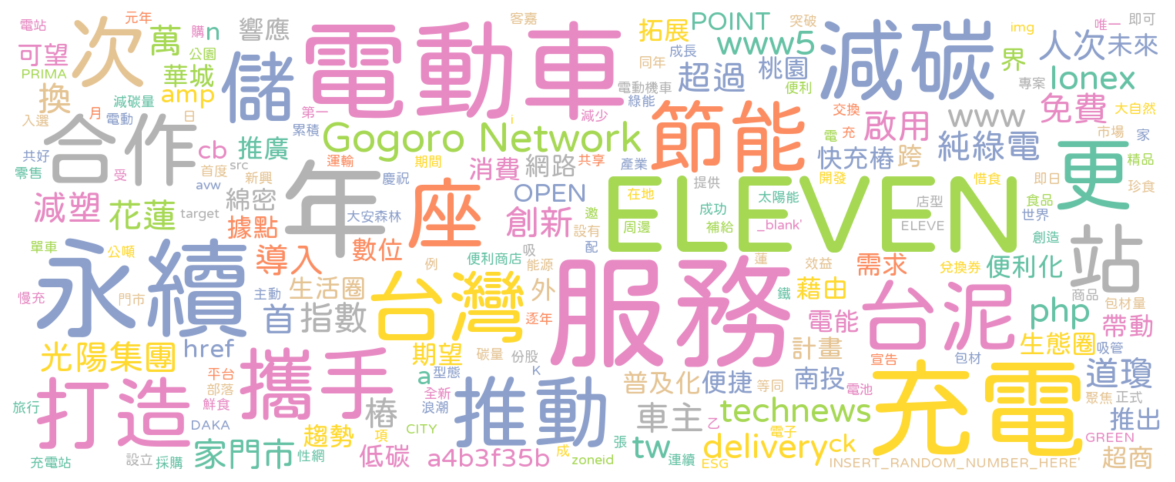 電站 元年 購 n 響應 電動車 客嘉 拓展 POINT 突破 減碳 img 唯一 即可
可望 次 萬 公園 儲 成長 www5 界 人次 未來
PRIMA 華城 超過 桃園 同年 專案 Ionex
換 減碳量 amp 第一 電動機車 綠能 便利 免費 大自然
入選 月 電動 日 累積 減少 節能 交換 啟用 www 市場 家
合作 cb 推廣 Gogoro Network 電 充 純綠電 更
共好 首度 src 運輸 期間 消費 網路 共享 產業 快充樁 跨 精品
零售 受 avw 新興 慶祝 年 OPEN 提供 開發 惜食 即日 珍食
減塑 花蓮 綿密 target 大安森林 座 創新 邀 在地 ELEVEN 太陽能 店型 食品 世界
據點 設有 周邊 成功 補給 _blank' ELEVE 創造 站
單車 公噸 導入 數位 吸 配 便利商店 服務 蓮 效益 需求 兌換券 便利化
永續 例 能源 鐵 商品
慢充 門市 主動 生活圈 台灣 外 藉由 台泥 php 包材量
旅行 首 指數 逐年 電能 生態圈 帶動
光陽集團 href 期望 碳量 份股 計畫 宣告 包材 吸管
平台 攜手 a 型態 K 普及化 便捷 等同 南投 電池 充電 道瓊
打造 部落 鮮食 樁 全新 浪潮 推動 車主 technews 聚焦 正式
DAKA 趨勢 項 CITY 乙 推出
家門市 性網 低碳 a4b3f35b 成 張 tw 電子 delivery ck GREEN
充電站 設立 採購 zoneid 連續 ESG INSERT_RANDOM_NUMBER_HERE' 超商